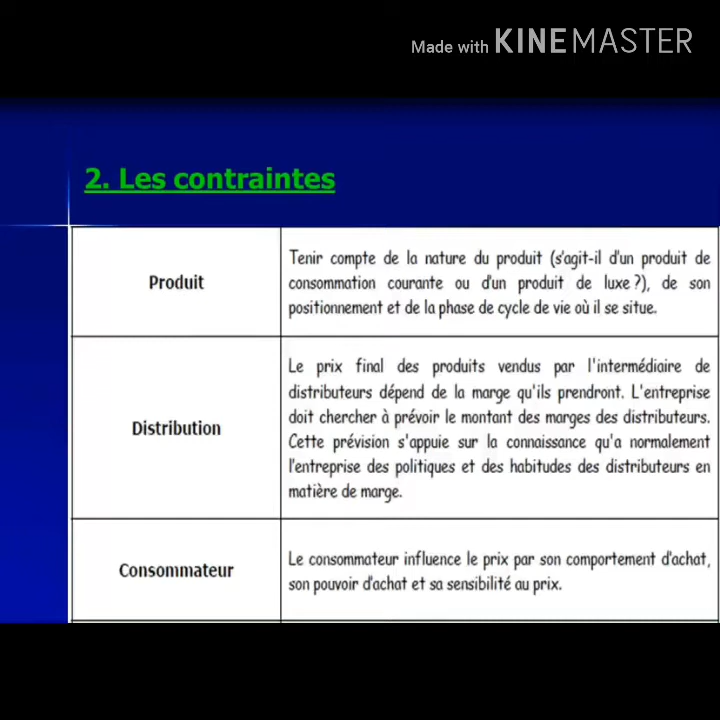 Made with KINEMASTER
2. Les contraintes
Produit
Tenir compte de la nature du produit (s'agit-il d'un produit de
consommation courante ou d'un produit de luxe ?), de son
positionnement et de la phase de cycle de vie où il se situe.
Distribution
Le prix final des produits vendus par l'intermédiaire de
distributeurs dépend de la marge qu'ils prendront. L'entreprise
doit chercher à prévoir le montant des marges des distributeurs.
Cette prévision s'appuie sur la connaissance qu'a normalement
l'entreprise des politiques et des habitudes des distributeurs en
matière de marge.
Consommateur
Le consommateur influence le prix par son comportement d'achat,
son pouvoir d'achat et sa sensibilité au prix.